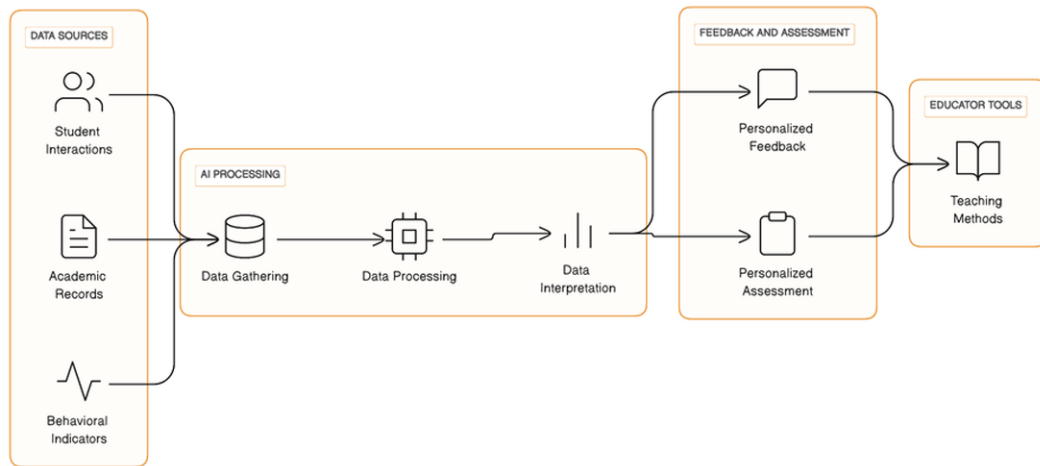 DATA SOURCES
Student
Interactions
Academic
Records
Behavioral
Indicators
AI PROCESSING
Data Gathering
Data Processing
Data
Interpretation
FEEDBACK AND ASSESSMENT
Personalized
Feedback
Personalized
Assessment
EDUCATOR TOOLS
Teaching
Methods